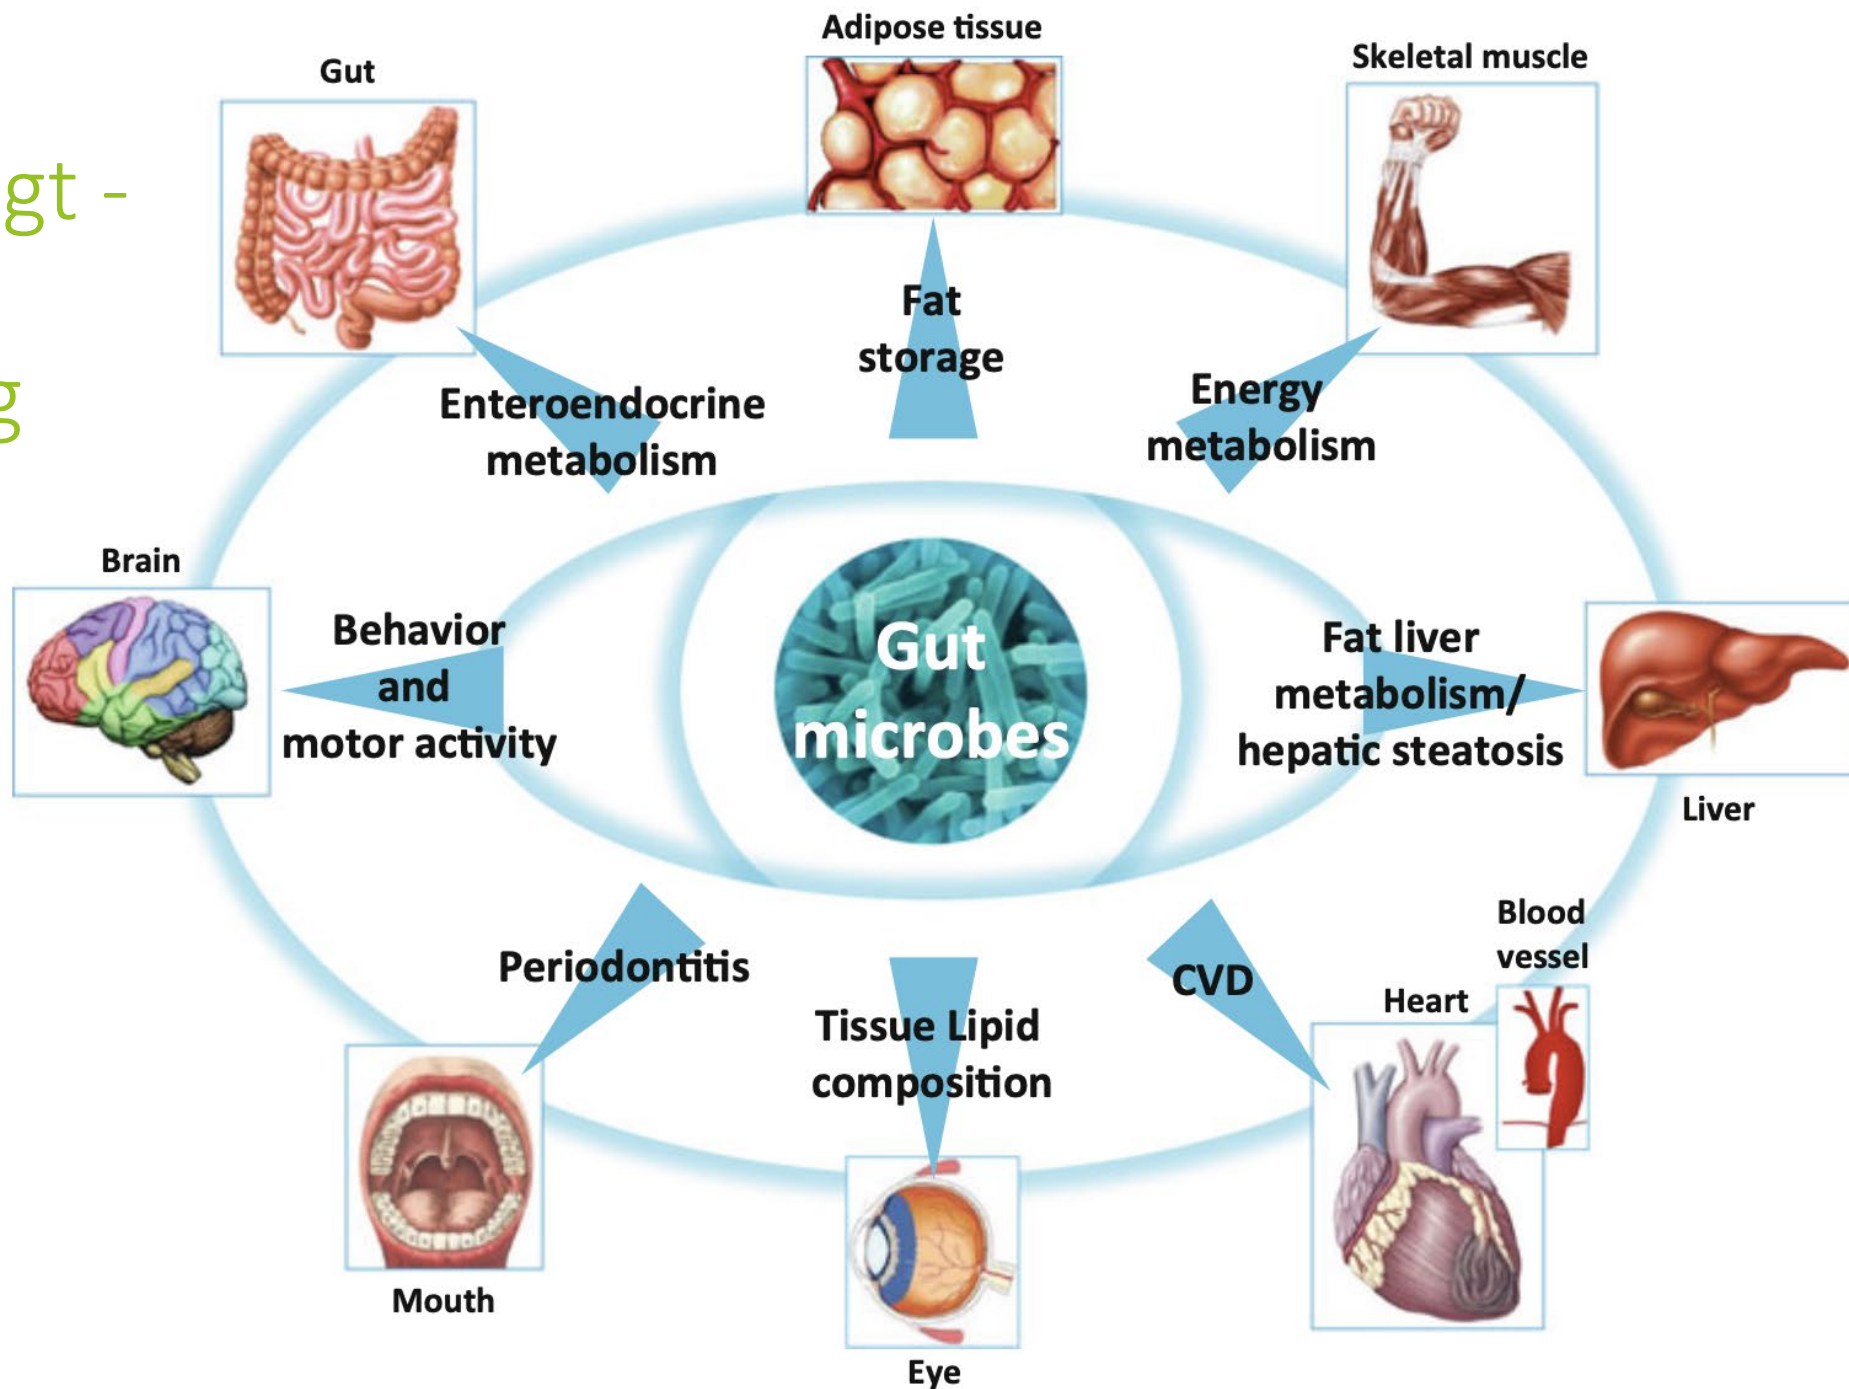 gt -
g
Gut
Adipose tissue
Skeletal muscle
Fat
storage
Enteroendocrine
metabolism
Energy
metabolism
Brain
Behavior
and
motor activity
Gut
microbes
Fat liver
metabolism/
hepatic steatosis
Liver
Periodontitis
Tissue Lipid
composition
CVD
Blood
vessel
Heart
Mouth
Eye